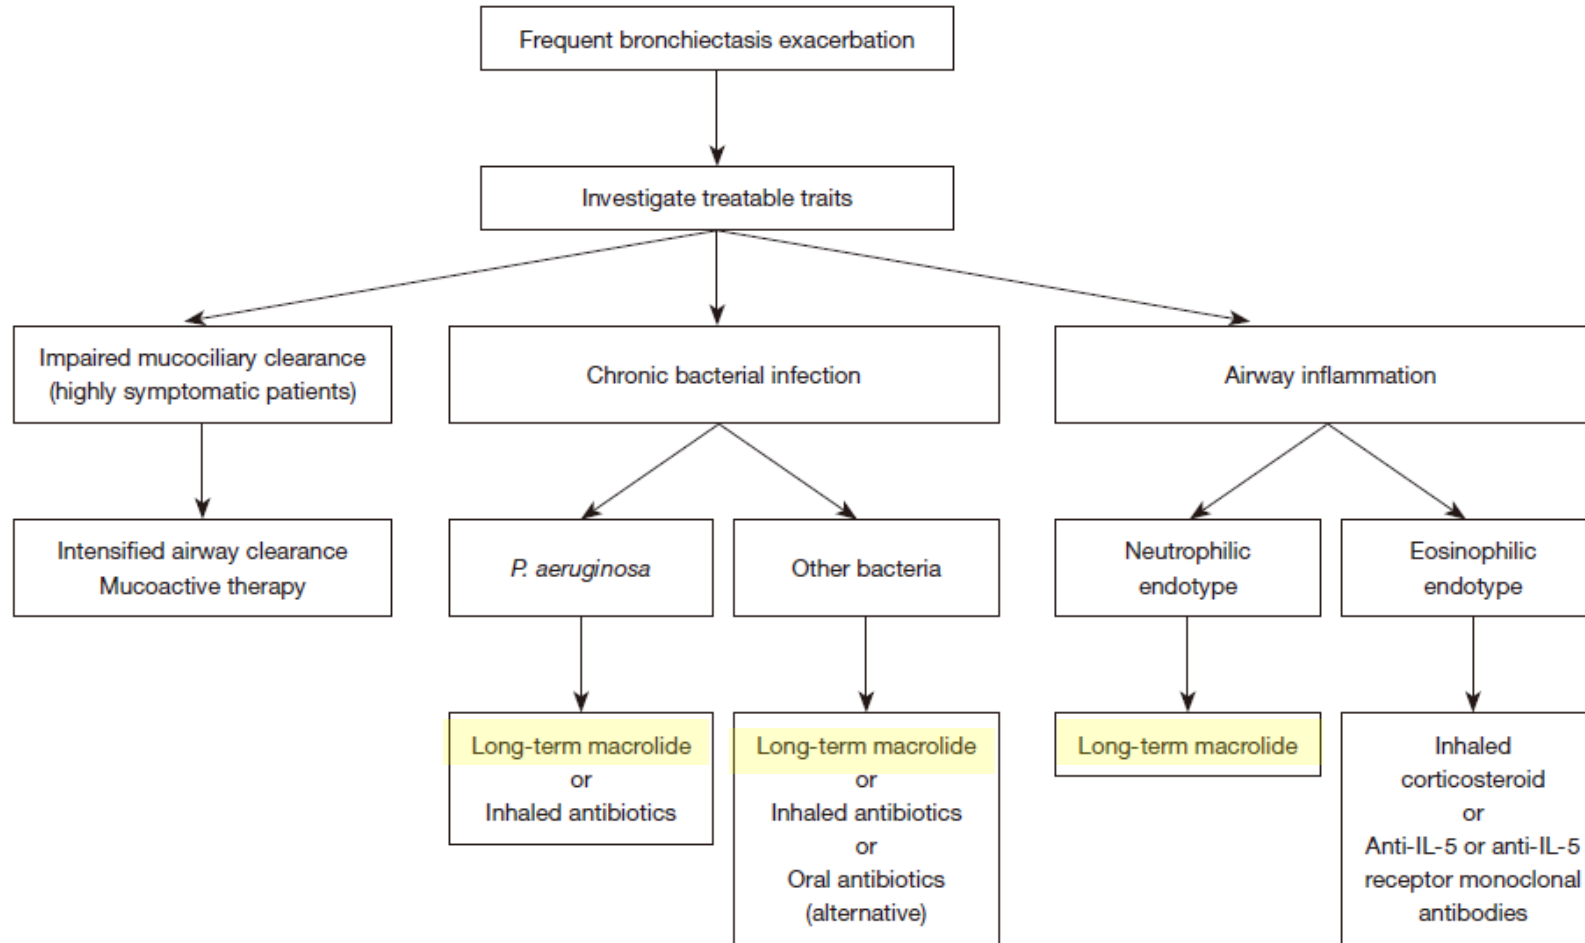 Frequent bronchiectasis exacerbation
Investigate treatable traits
Impaired mucociliary clearance
(highly symptomatic patients)
Chronic bacterial infection
Airway inflammation
Intensified airway clearance
Mucoactive therapy
P. aeruginosa
Other bacteria
Neutrophilic
endotype
Eosinophilic
endotype
Long-term macrolide
or
Inhaled antibiotics
Long-term macrolide
or
Inhaled antibiotics
or
Oral antibiotics
(alternative)
Long-term macrolide
Inhaled
corticosteroid
or
Anti-IL-5 or anti-IL-5
receptor monoclonal
antibodies